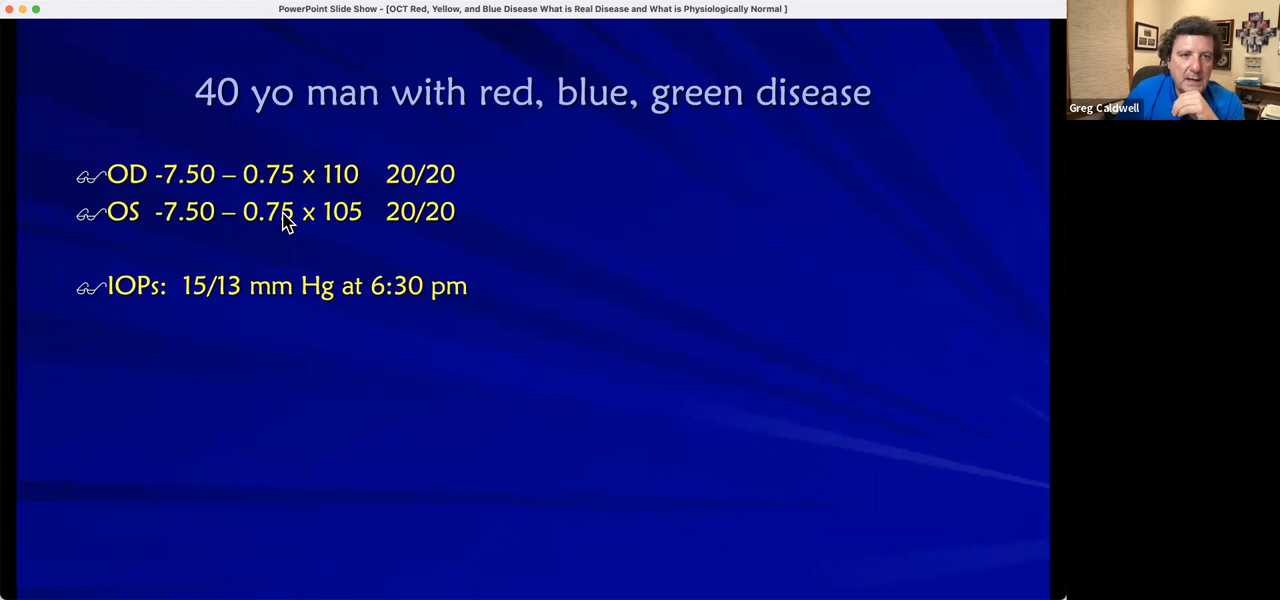 PowerPoint Slide Show - [OCT Red, Yellow, and Blue Disease What is Real Disease and What is Physiologically Normal ]
Greg Caldwell
40 yo man with red, blue, green disease
OD -7.50 – 0.75 x 110 20/20
OS -7.50 – 0.75 x 105 20/20
IOPs: 15/13 mm Hg at 6:30 pm